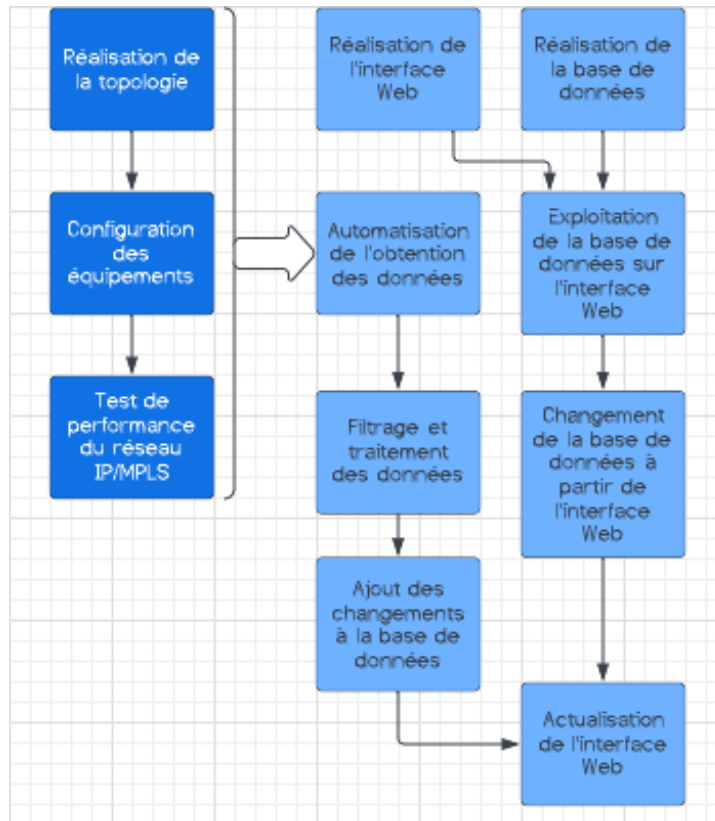 Réalisation de
la topologie
Configuration
des
équipements
Test de
performance
du réseau
IP/MPLS
Réalisation de
l'interface
Web
Automatisation
de l'obtention
des données
Filtrage et
traitement
des données
Ajout des
changements
à la base de
données
Réalisation de
la base de
données
Exploitation
de la base de
données sur
l'interface
Web
Changement
de la base de
données à
partir de
l'interface
Web
Actualisation
de l'interface
Web